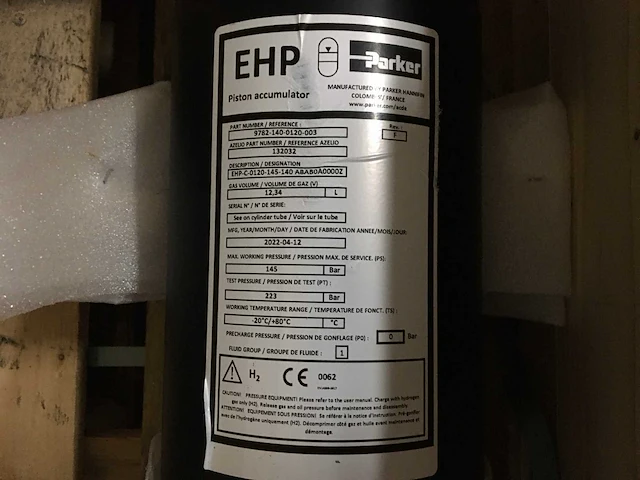 EHP
Parker
Piston accumulator
MANUFACTURED BY PARKER HANNIFIN
COLOMBES/ FRANCE
www.parker.com/acde
PART NUMBER / REFERENCE :
Rev. :
9782-140-0120-003
F
AZELIO PART NUMBER / REFERENCE AZELIO
132032
DESCRIPTION / DESIGNATION
EHP-C-0120-145-140 ABAB0A0000Z
GAS VOLUME / VOLUME DE GAZ (V)
12,34 L
SERIAL N° / N° DE SERIE:
See on cylinder tube / Voir sur le tube
MFG, YEAR/MONTH/DAY / DATE DE FABRICATION ANNEE/MOIS/JOUR:
2022-04-12
MAX. WORKING PRESSURE / PRESSION MAX. DE SERVICE. (PS):
145 Bar
TEST PRESSURE / PRESSION DE TEST (PT) :
223 Bar
WORKING TEMPERATURE RANGE / TEMPERATURE DE FONCT. (TS) :
-20°C/+80°C °C
PRECHARGE PRESSURE / PRESSION DE GONFLAGE (P0) : 0 Bar
FLUID GROUP / GROUPE DE FLUIDE : 1
H2 CE 0062
CAUTION! PRESSURE EQUIPMENT! Please refer to the user manual. Charge with hydrogen
gas only (H2). Release gas and oil pressure before maintenance and disassembly.
ATTENTION! EQUIPEMENT SOUS PRESSION! Se référer à la notice d'instruction. Pré-gonfler
avec de l'hydrogène uniquement (H2). Décomprimer côté gaz et huile avant maintenance et
démontage.